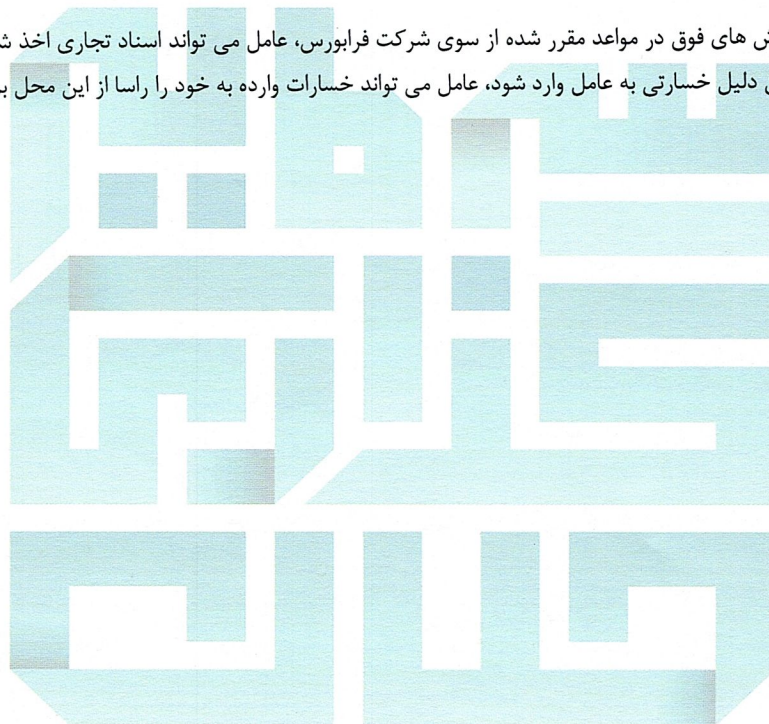 های فوق در مواعد مقرر شده از سوی شرکت فرابورس، عامل می تواند اسناد تجاری اخذ
دلیل خسارتی به عامل وارد شود، عامل می تواند خسارات وارده به خود را راسا از این محل